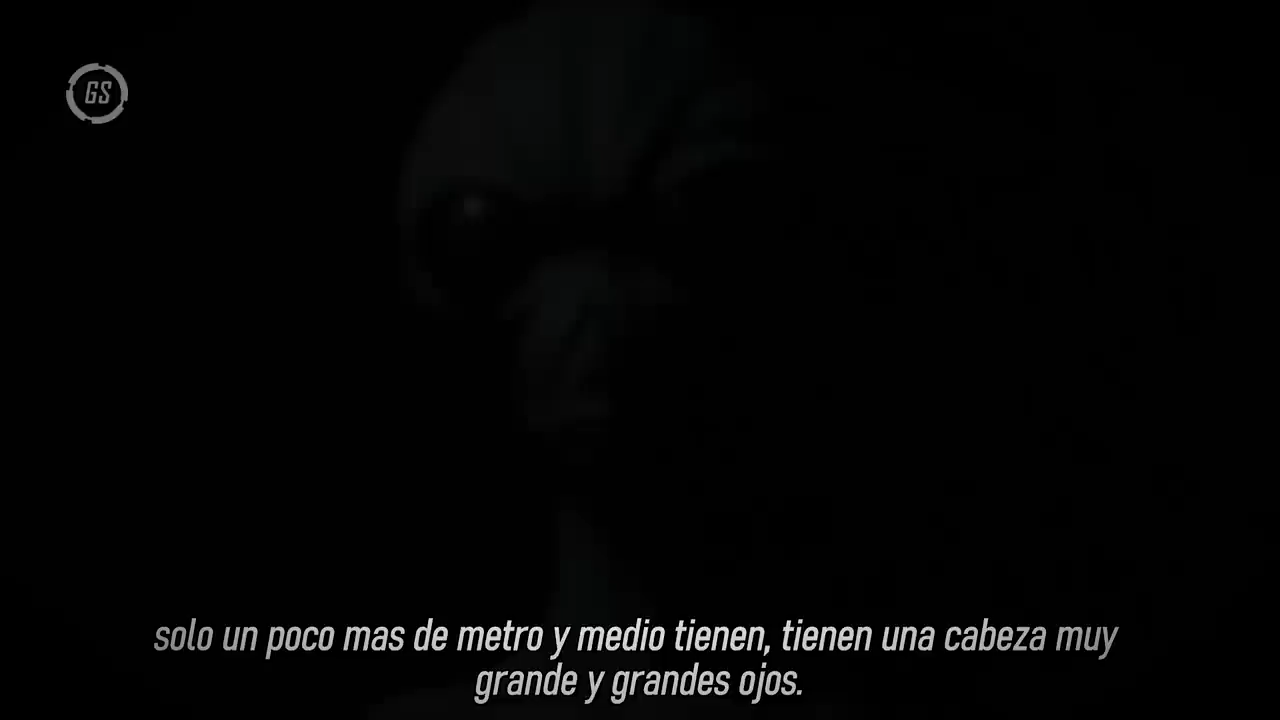 GS
solo un poco mas de metro y medio tienen, tienen una cabeza muy
grande y grandes ojos.